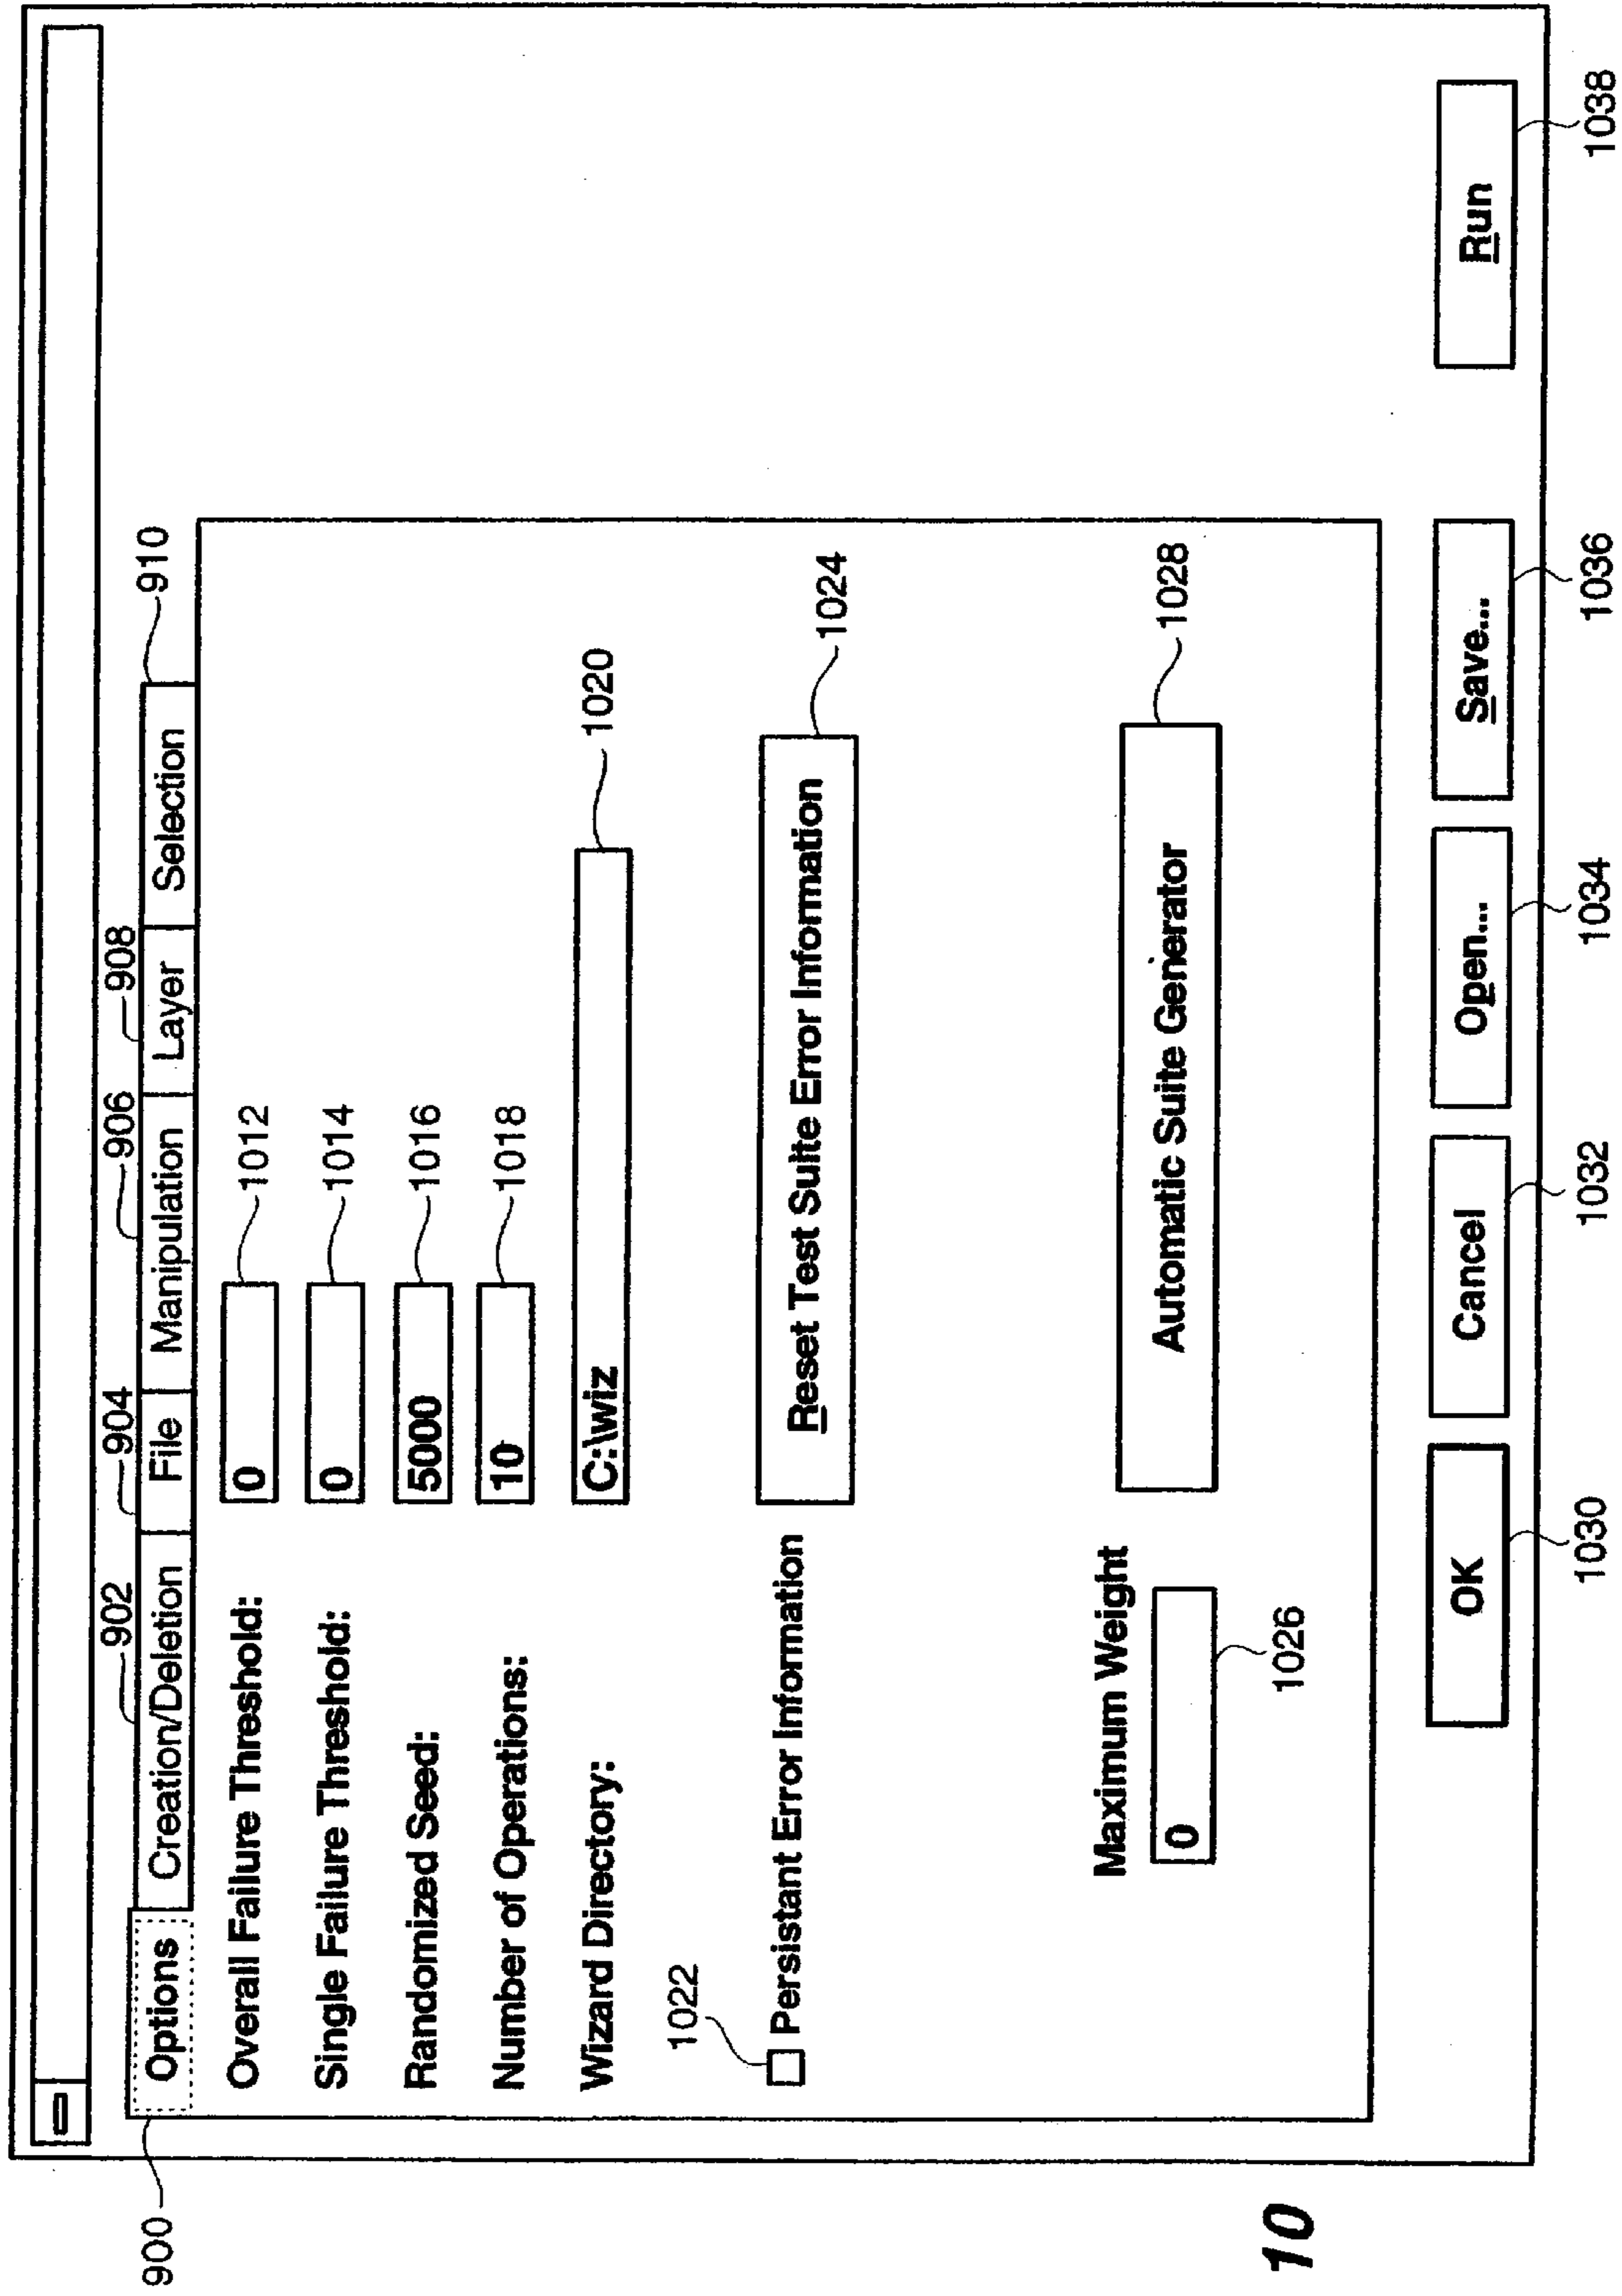 902 904 906 908 910
900 Options Creation/Deletion File Manipulation Layer Selection
Overall Failure Threshold: 0 1012
Single Failure Threshold: 0 1014
Randomized Seed: 5000 1016
Number of Operations: 10 1018
Wizard Directory: C:\wiz 1020
1022
Persistant Error Information Reset Test Suite Error Information 1024
Maximum Weight
0 Automatic Suite Generator 1028
1026
OK Cancel Open... Save... Run
1030 1032 1034 1036 1038
10